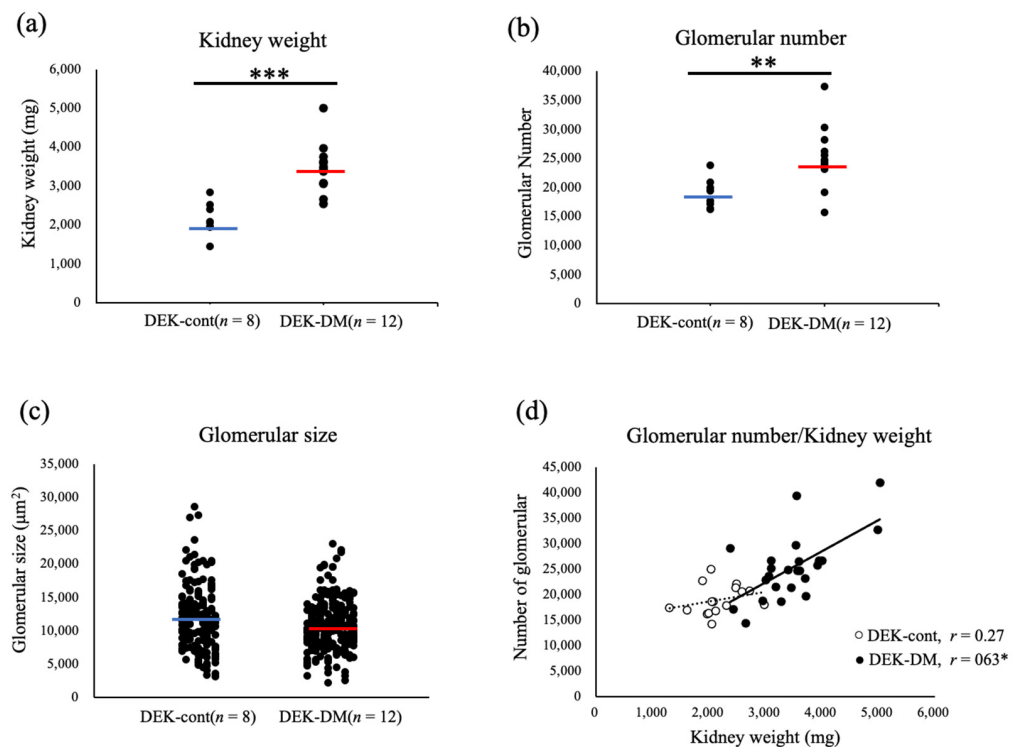 (a)
Kidney weight
***
6,000
5,000
4,000
3,000
2,000
1,000
0
Kidney weight (mg)
DEK-cont(n = 8) DEK-DM(n = 12)
(b)
Glomerular number
**
40,000
35,000
30,000
25,000
20,000
15,000
10,000
5,000
0
Glomerular Number
DEK-cont(n = 8) DEK-DM(n = 12)
(c)
Glomerular size
35,000
30,000
25,000
20,000
15,000
10,000
5,000
0
Glomerular size (μm²)
DEK-cont(n = 8) DEK-DM(n = 12)
(d)
Glomerular number/Kidney weight
45,000
40,000
35,000
30,000
25,000
20,000
15,000
10,000
5,000
0
Number of glomerular
DEK-cont, r = 0.27
DEK-DM, r = 063*
0 1,000 2,000 3,000 4,000 5,000 6,000
Kidney weight (mg)